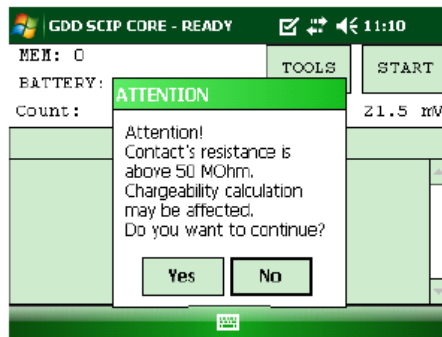 GDD SCIP CORE - READY 11:10
MEM: 0
TOOLS
START
BATTERY:
Count:
21.5 mV
ATTENTION
Attention!
Contact's resistance is
above 50 MOhm.
Chargeability calculation
may be affected.
Do you want to continue?
Yes
No